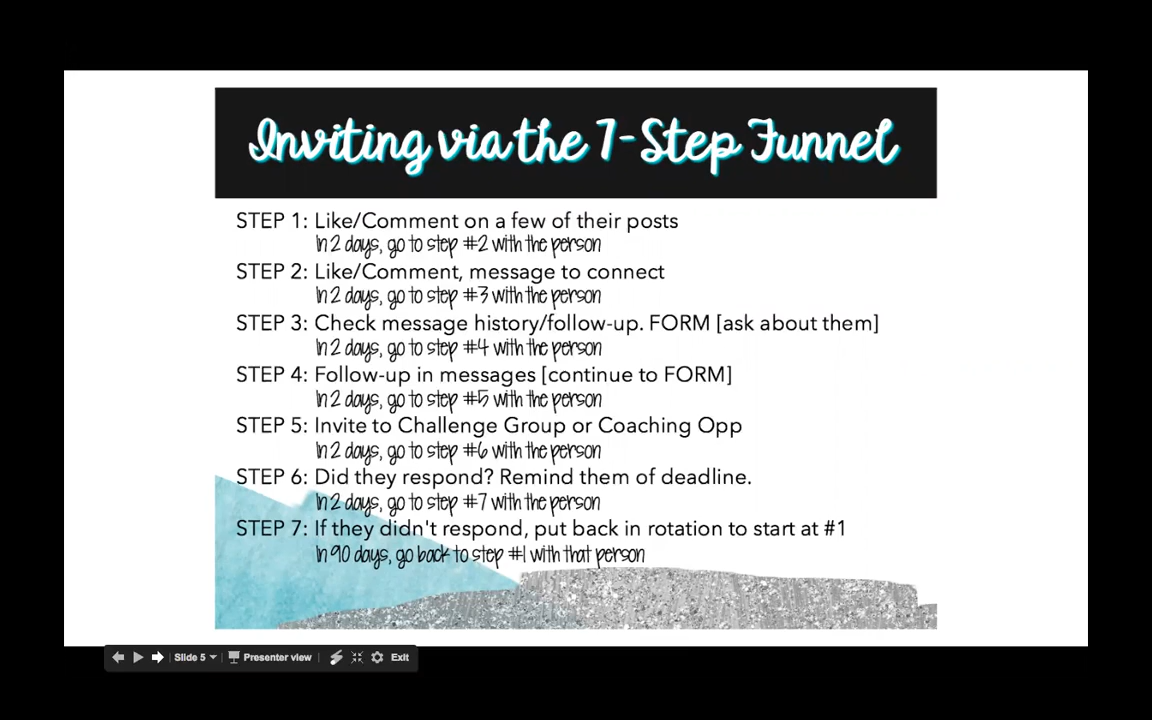 Inviting via the 7-Step Funnel
STEP 1: Like/Comment on a few of their posts
In 2 days, go to step #2 with the person
STEP 2: Like/Comment, message to connect
In 2 days, go to step #3 with the person
STEP 3: Check message history/follow-up. FORM [ask about them]
In 2 days, go to step #4 with the person
STEP 4: Follow-up in messages [continue to FORM]
In 2 days, go to step #5 with the person
STEP 5: Invite to Challenge Group or Coaching Opp
In 2 days, go to step #6 with the person
STEP 6: Did they respond? Remind them of deadline.
In 2 days, go to step #7 with the person
STEP 7: If they didn't respond, put back in rotation to start at #1
In 90 days, go back to step #1 with that person
Slide 5 Presenter view Exit